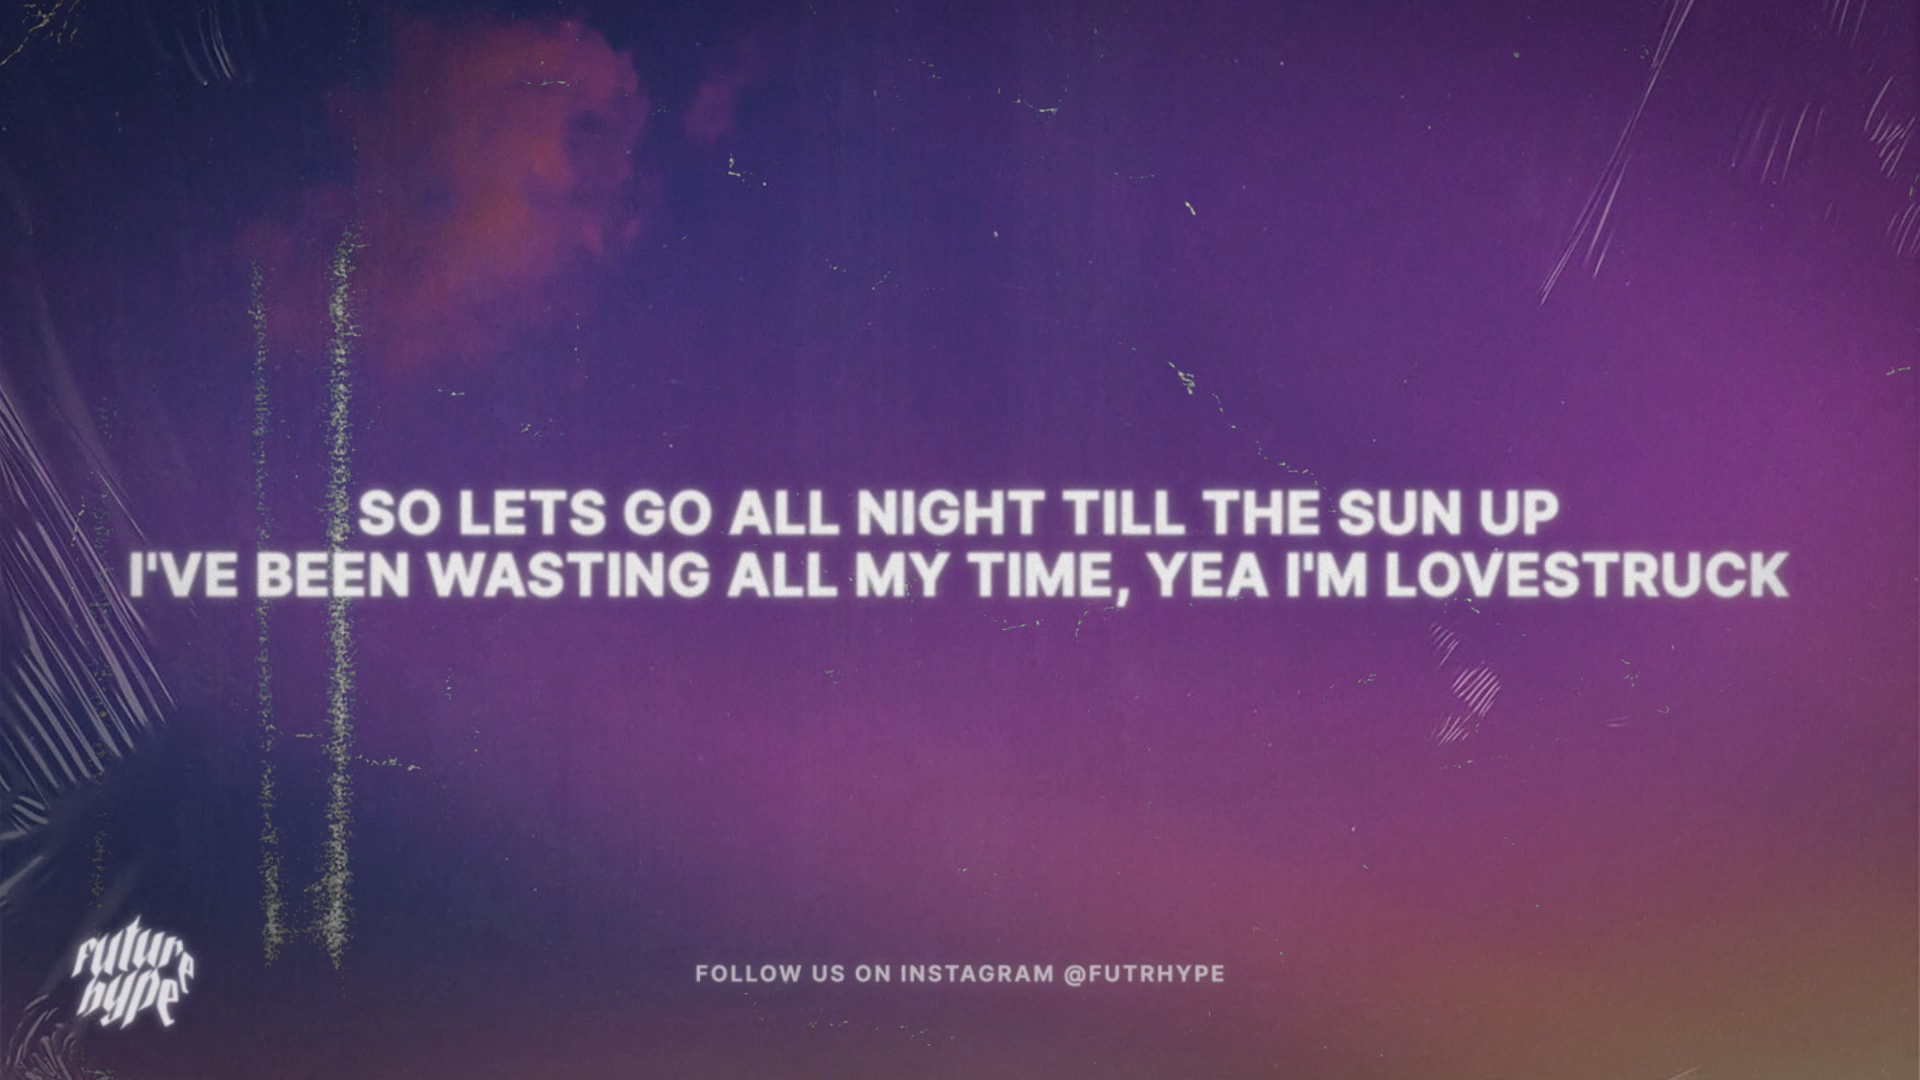 SO LETS GO ALL NIGHT TILL THE SUN UP
I'VE BEEN WASTING ALL MY TIME, YEA I'M LOVESTRUCK
future
hype
FOLLOW US ON INSTAGRAM @FUTRHYPE